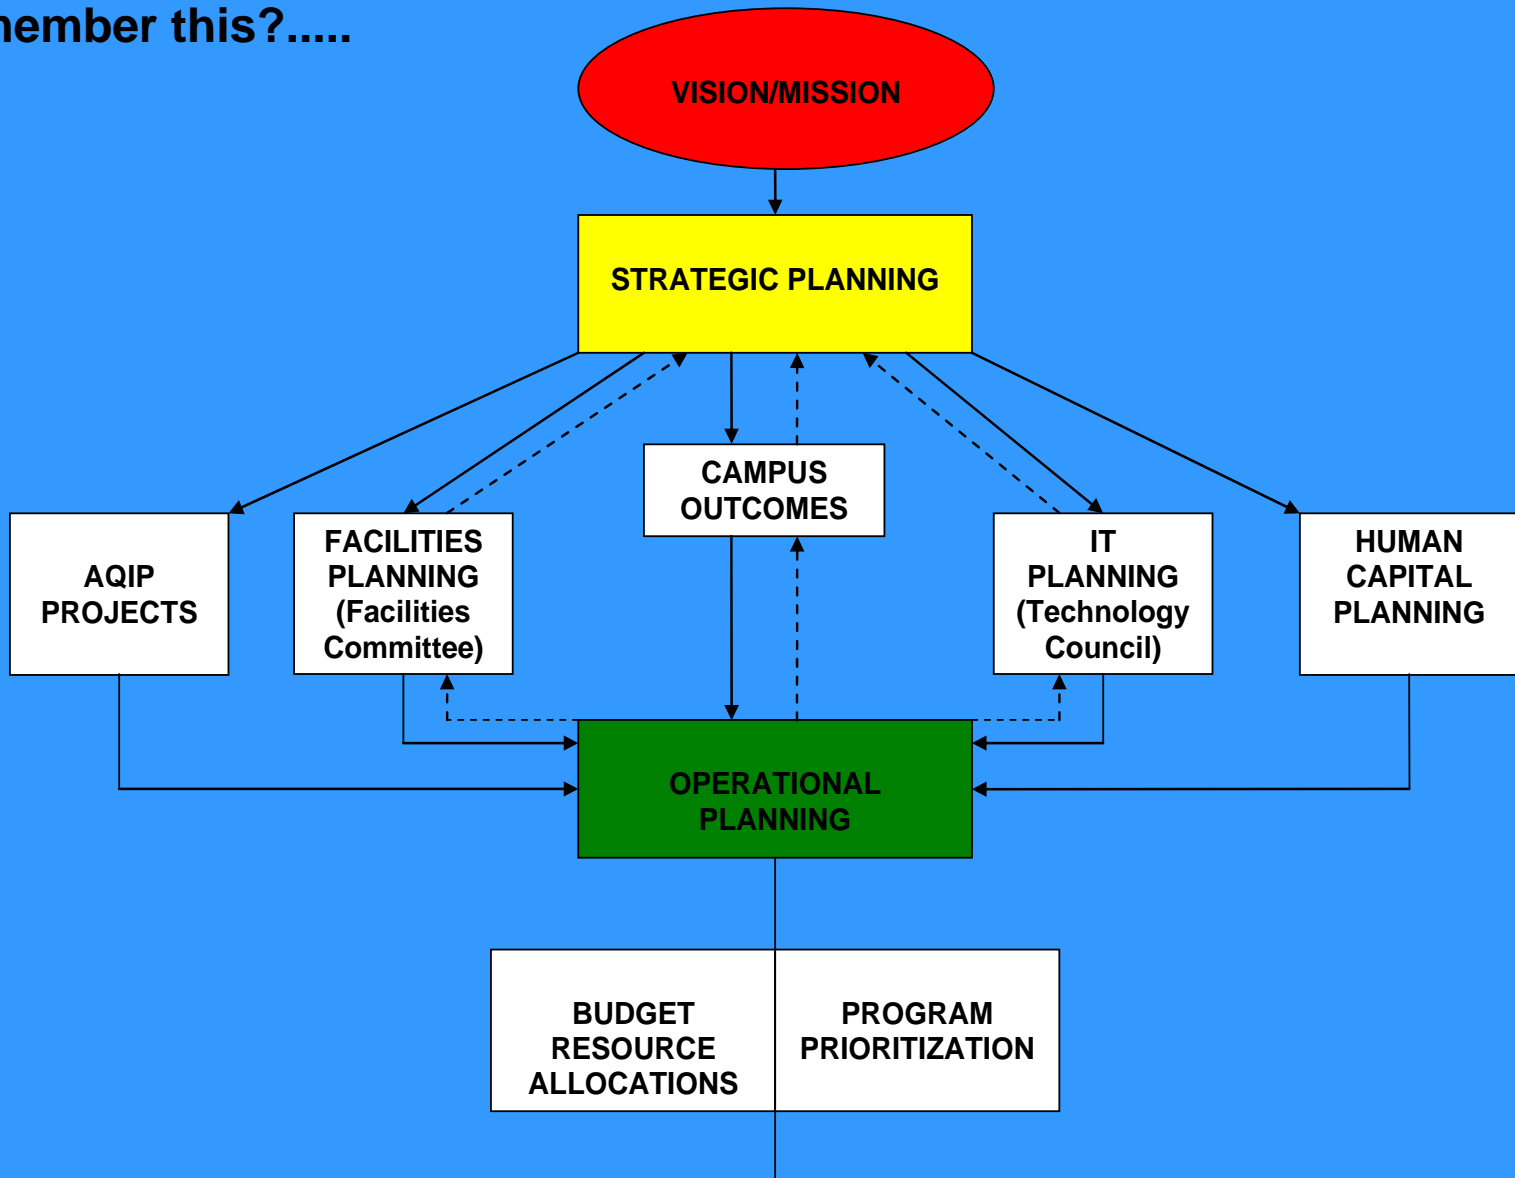 member this?.....
VISION/MISSION
STRATEGIC PLANNING
CAMPUS
OUTCOMES
AQIP
PROJECTS
FACILITIES
PLANNING
(Facilities
Committee)
IT
PLANNING
(Technology
Council)
HUMAN
CAPITAL
PLANNING
OPERATIONAL
PLANNING
BUDGET
RESOURCE
ALLOCATIONS
PROGRAM
PRIORITIZATION